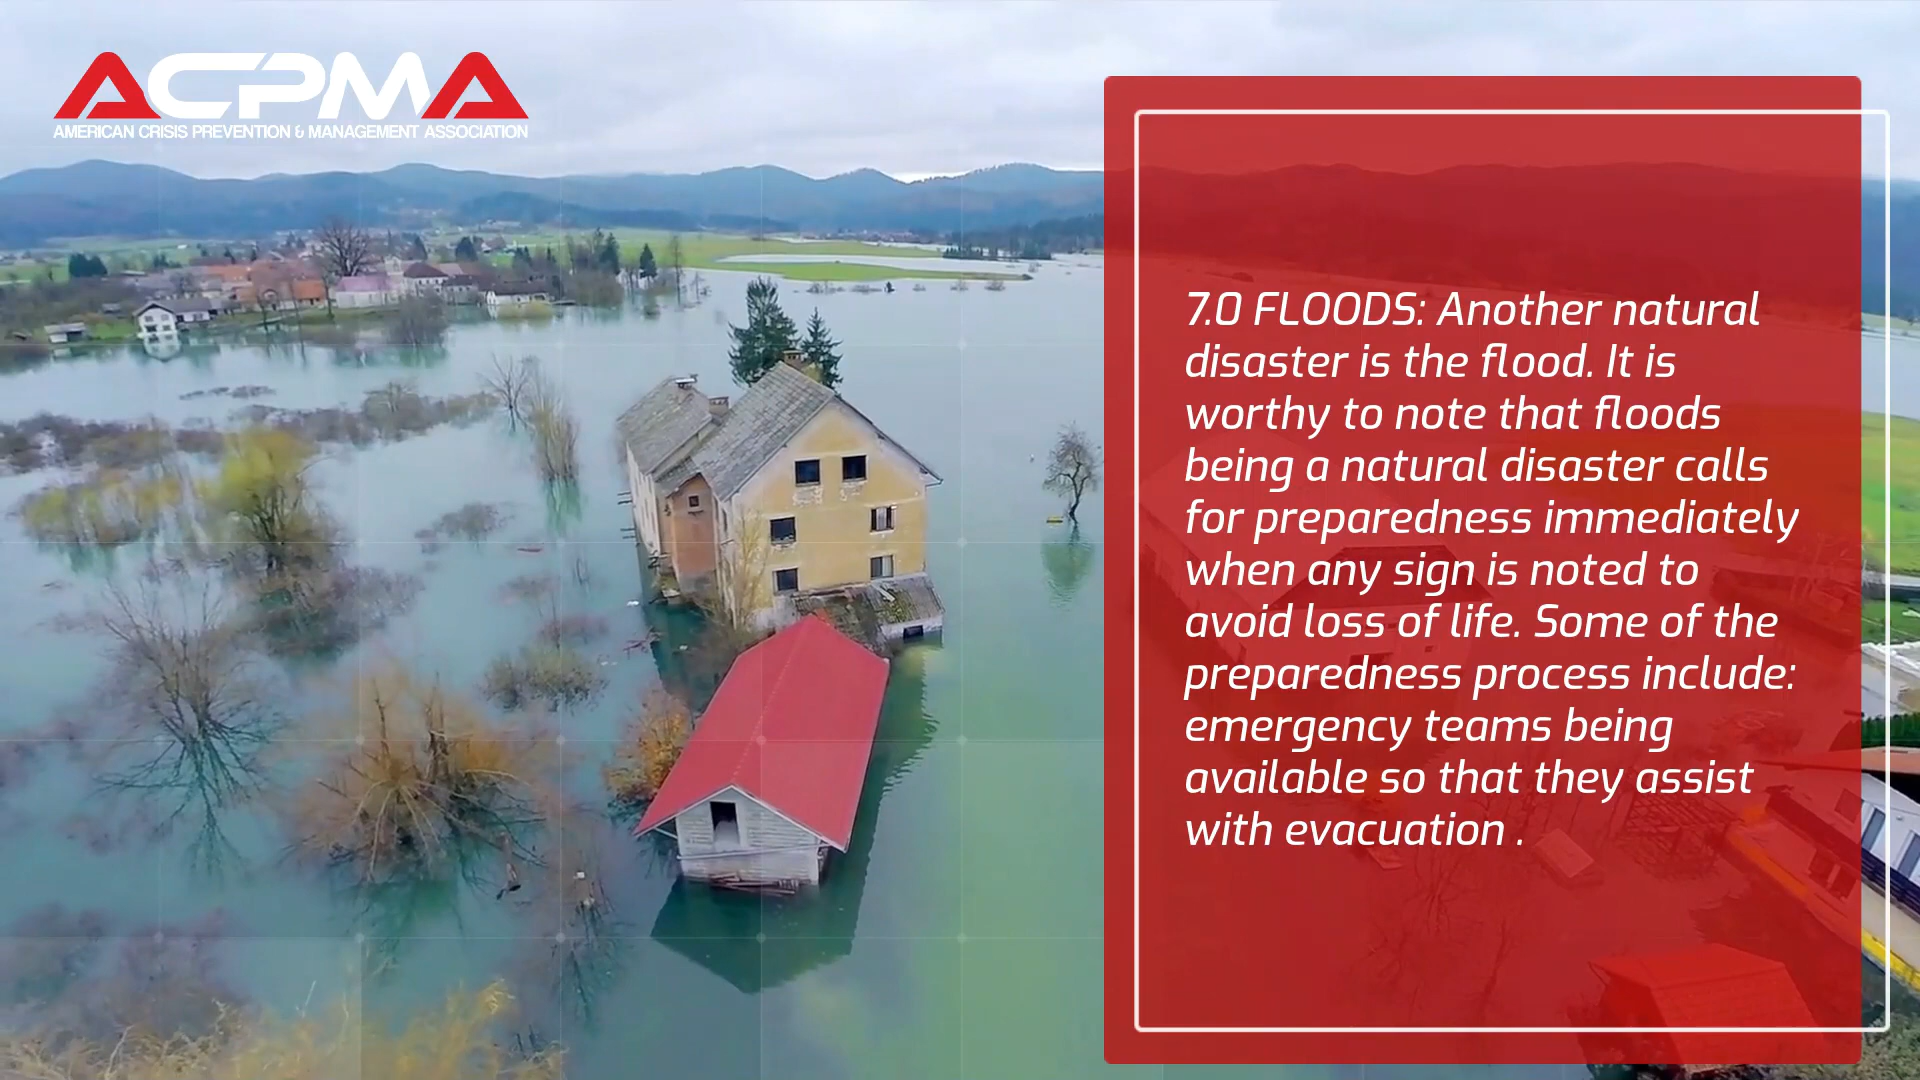 ACPMA
AMERICAN CRISIS PREVENTION & MANAGEMENT ASSOCIATION
7.0 FLOODS: Another natural
disaster is the flood. It is
worthy to note that floods
being a natural disaster calls
for preparedness immediately
when any sign is noted to
avoid loss of life. Some of the
preparedness process include:
emergency teams being
available so that they assist
with evacuation .